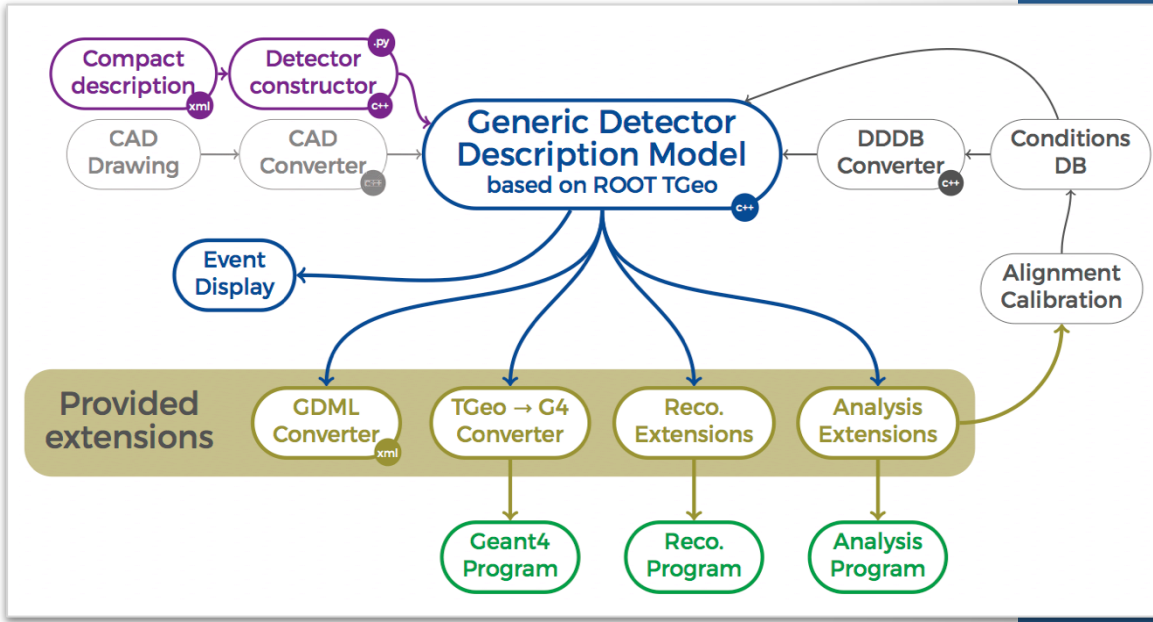 Compact
description
xml
Detector
constructor
.py
c++
CAD
Drawing
CAD
Converter
c++
Generic Detector
Description Model
based on ROOT TGeo
c++
DDDB
Converter
c++
Conditions
DB
Event
Display
Alignment
Calibration
Provided
extensions
GDML
Converter
xml
TGeo → G4
Converter
Reco.
Extensions
Analysis
Extensions
Geant4
Program
Reco.
Program
Analysis
Program